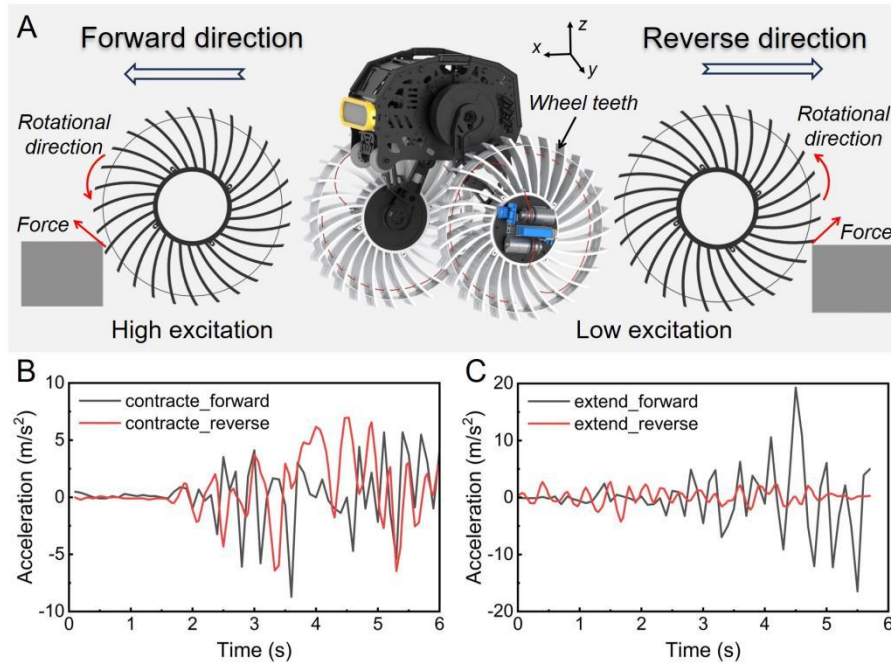 A
Forward direction
Reverse direction
z
x
y
Wheel teeth
Rotational
direction
Force
Rotational
direction
Force
High excitation
Low excitation
B
contracte_forward
contracte_reverse
Acceleration (m/s²)
10
5
0
-5
-10
0 1 2 3 4 5 6
Time (s)
C
extend_forward
extend_reverse
Acceleration (m/s²)
20
10
0
-10
-20
0 1 2 3 4 5 6
Time (s)